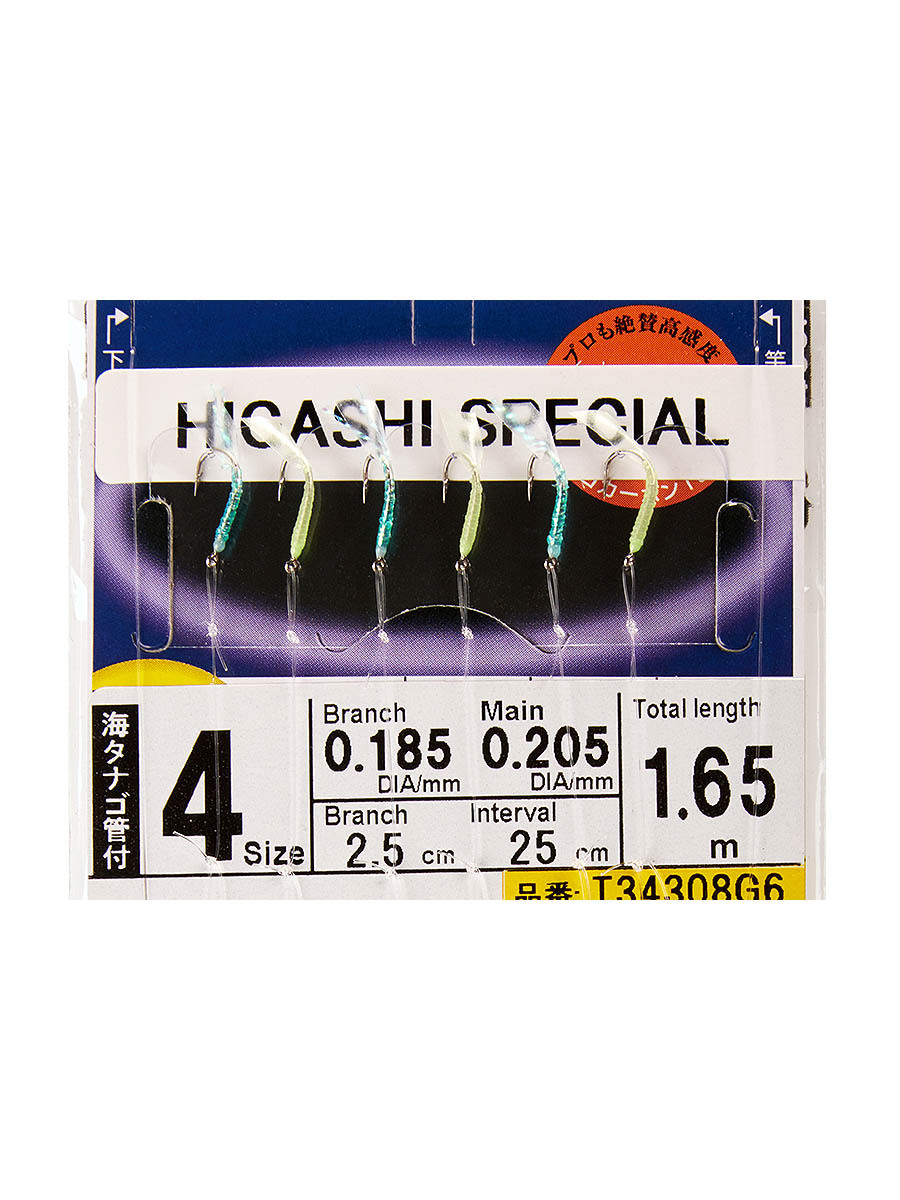 下
プロも絶賛高感度
竿
HIGASHI SPECIAL
海タナゴ管付
4 Size
Branch
0.185
DIA/mm
Main
0.205
DIA/mm
Total length
1.65
m
Branch
2.5 cm
Interval
25 cm
品番 T34308G6